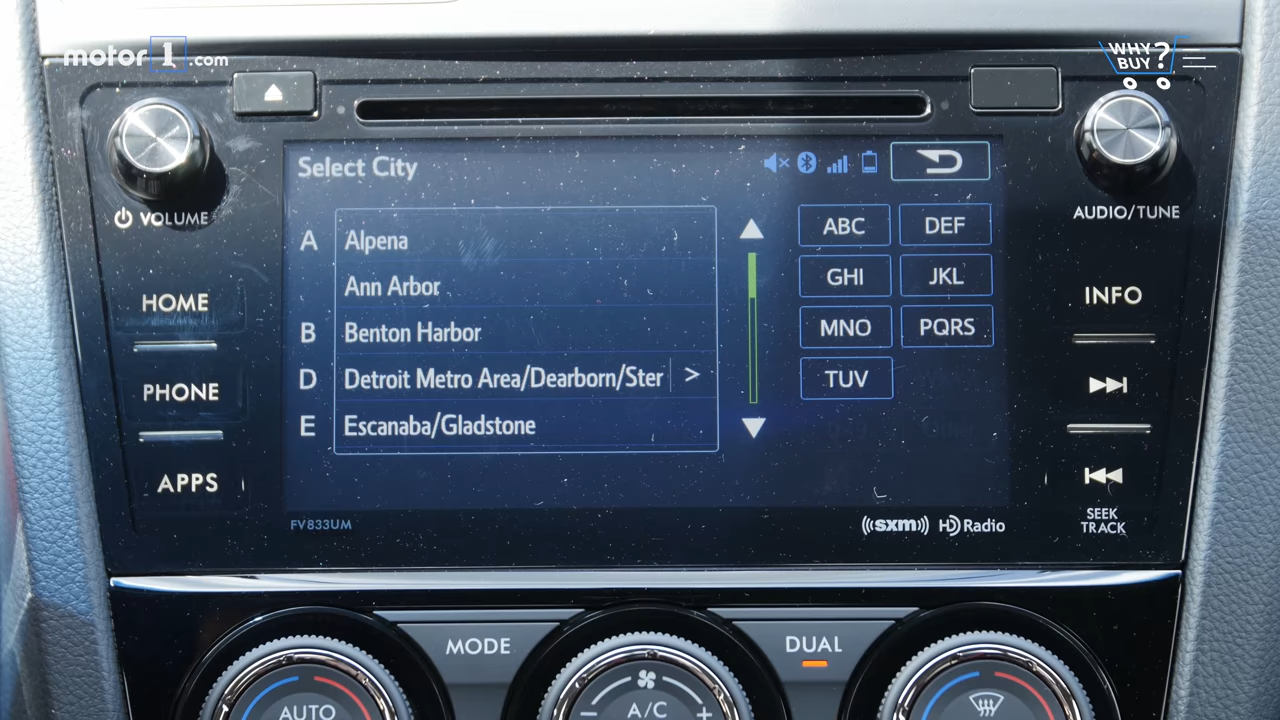 motor1.com
WHY BUY?
VOLUME
HOME
PHONE
APPS
Select City
A Alpena
Ann Arbor
B Benton Harbor
D Detroit Metro Area/Dearborn/Ster >
E Escanaba/Gladstone
ABC DEF
GHI JKL
MNO PQRS
TUV
AUDIO/TUNE
INFO
SEEK
TRACK
FV833UM
((sxm)) HD Radio
MODE
DUAL
AUTO
A/C